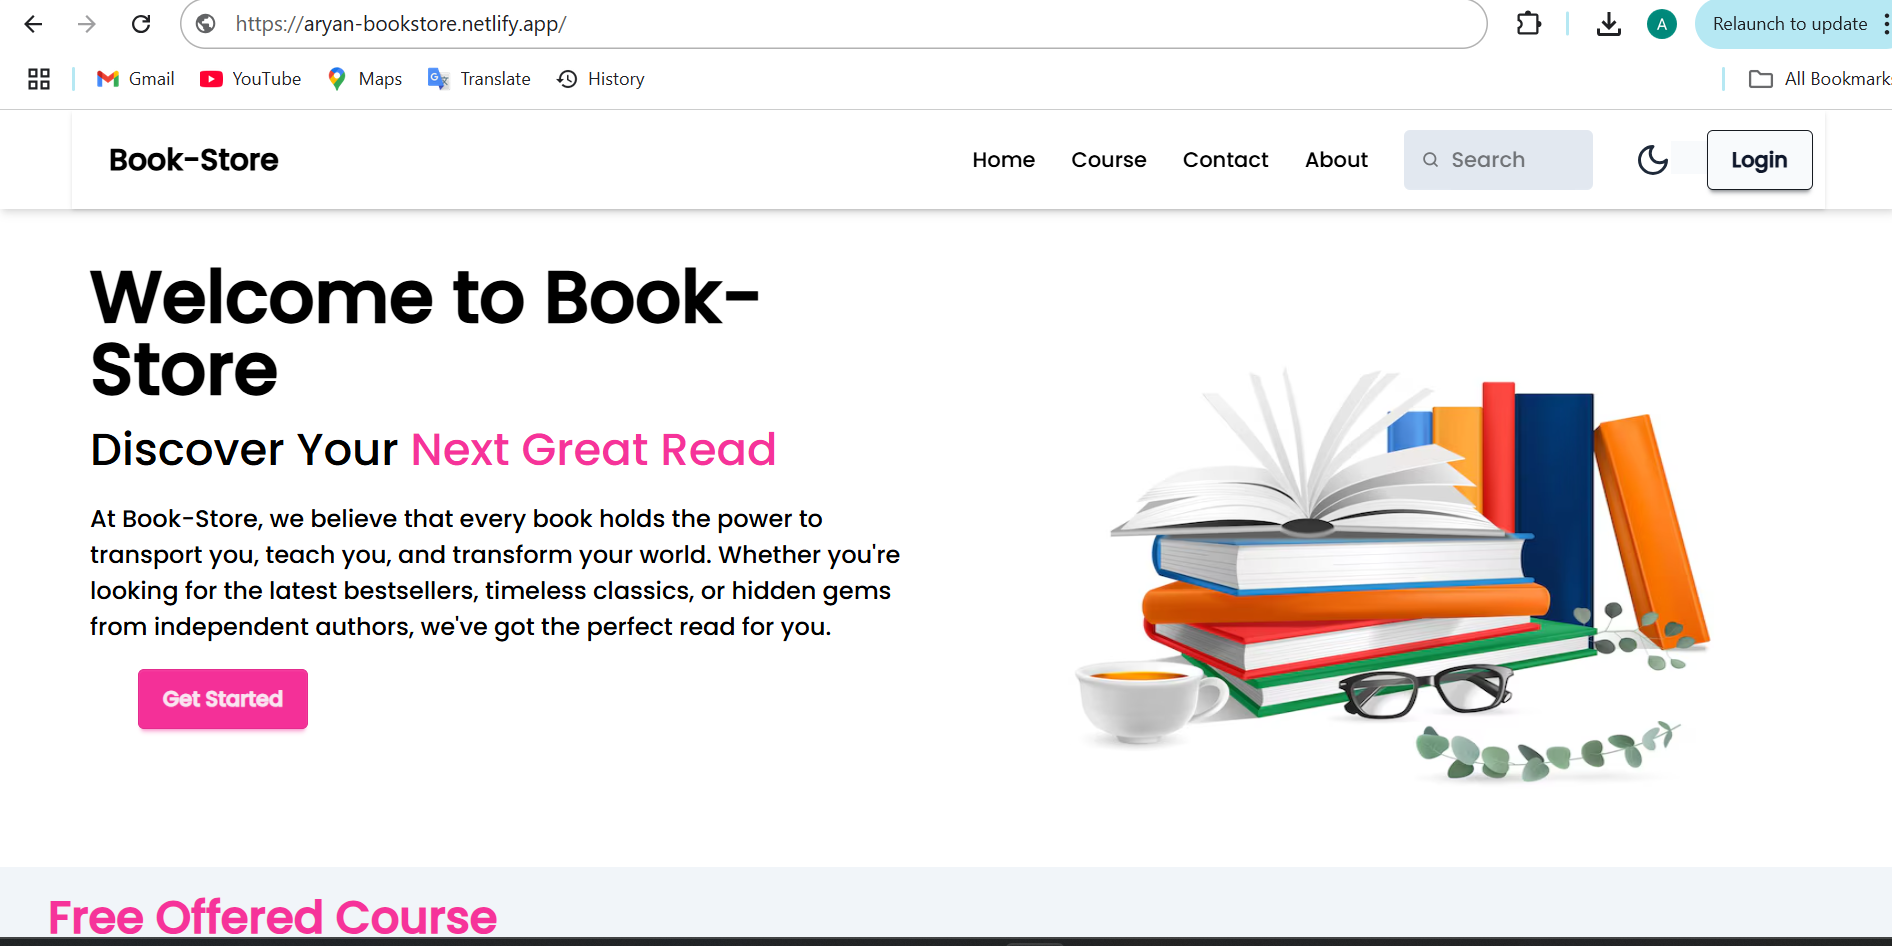 https://aryan-bookstore.netlify.app/
A
Relaunch to update
Gmail
YouTube
Maps
Translate
History
All Bookmarks
Book-Store
Home
Course
Contact
About
Search
Login
Welcome to Book-
Store
Discover Your Next Great Read
At Book-Store, we believe that every book holds the power to
transport you, teach you, and transform your world. Whether you're
looking for the latest bestsellers, timeless classics, or hidden gems
from independent authors, we've got the perfect read for you.
Get Started
Free Offered Course